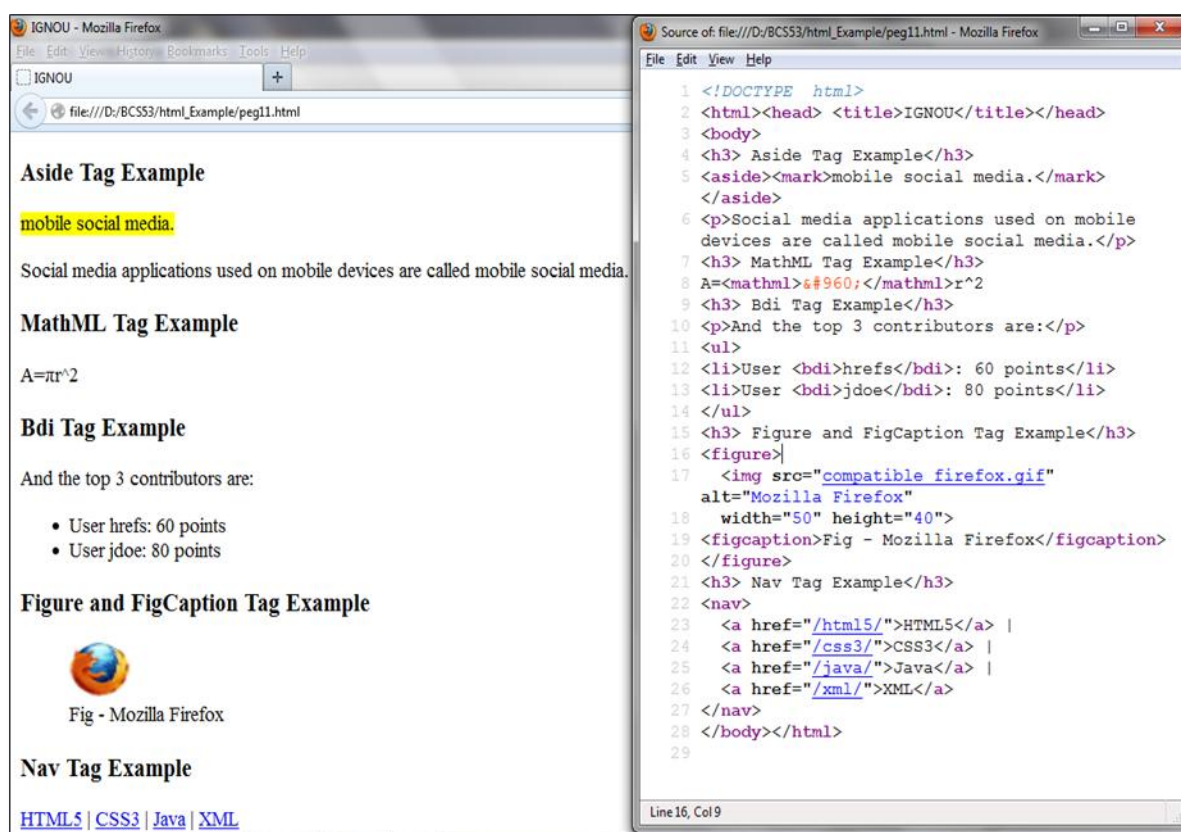 IGNOU - Mozilla Firefox
File Edit View History Bookmarks Tools Help
IGNOU +
file:///D:/BCS53/html_Example/peg11.html
Aside Tag Example
mobile social media.
Social media applications used on mobile devices are called mobile social media.
MathML Tag Example
A=πr^2
Bdi Tag Example
And the top 3 contributors are:
• User hrefs: 60 points
• User jdoe: 80 points
Figure and FigCaption Tag Example
Fig - Mozilla Firefox
Nav Tag Example
HTML5 | CSS3 | Java | XML
Source of: file:///D:/BCS53/html_Example/peg11.html - Mozilla Firefox
File Edit View Help
1 <!DOCTYPE html>
2 <html><head> <title>IGNOU</title></head>
3 <body>
4 <h3> Aside Tag Example</h3>
5 <aside><mark>mobile social media.</mark>
</aside>
6 <p>Social media applications used on mobile
devices are called mobile social media.</p>
7 <h3> MathML Tag Example</h3>
8 A=<mathml>&#960;</mathml>r^2
9 <h3> Bdi Tag Example</h3>
10 <p>And the top 3 contributors are:</p>
11 <ul>
12 <li>User <bdi>hrefs</bdi>: 60 points</li>
13 <li>User <bdi>jdoe</bdi>: 80 points</li>
14 </ul>
15 <h3> Figure and FigCaption Tag Example</h3>
16 <figure>
17 <img src="compatible_firefox.gif"
alt="Mozilla Firefox"
18 width="50" height="40">
19 <figcaption>Fig - Mozilla Firefox</figcaption>
20 </figure>
21 <h3> Nav Tag Example</h3>
22 <nav>
23 <a href="/html5/">HTML5</a> |
24 <a href="/css3/">CSS3</a> |
25 <a href="/java/">Java</a> |
26 <a href="/xml/">XML</a>
27 </nav>
28 </body></html>
29
Line 16, Col 9